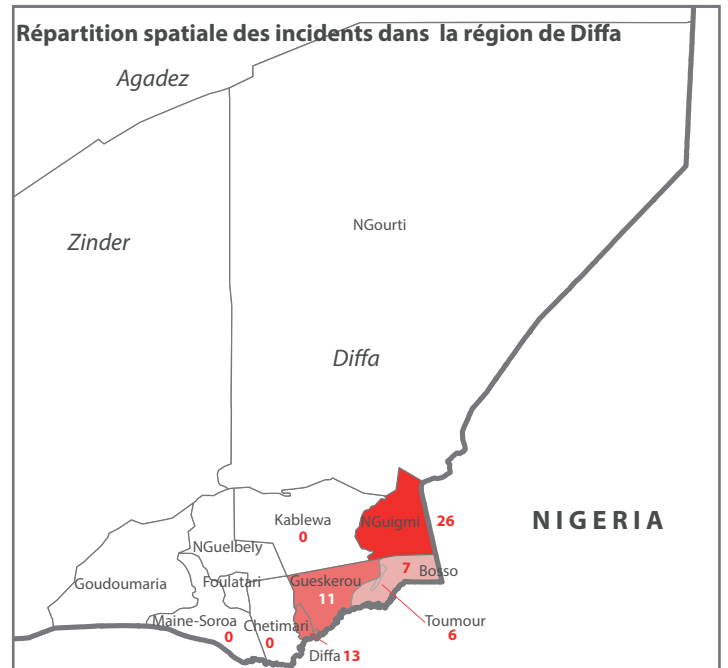 Répartition spatiale des incidents dans la région de Diffa
Agadez
Zinder
NGourti
Diffa
Kablewa
0
NGuigmi
26
NIGERIA
NGuelbely
Goudoumaria
Foulatari
Gueskerou
11
7 Bosso
Maine-Soroa
0
Chetimari
0
Toumour
6
Diffa 13